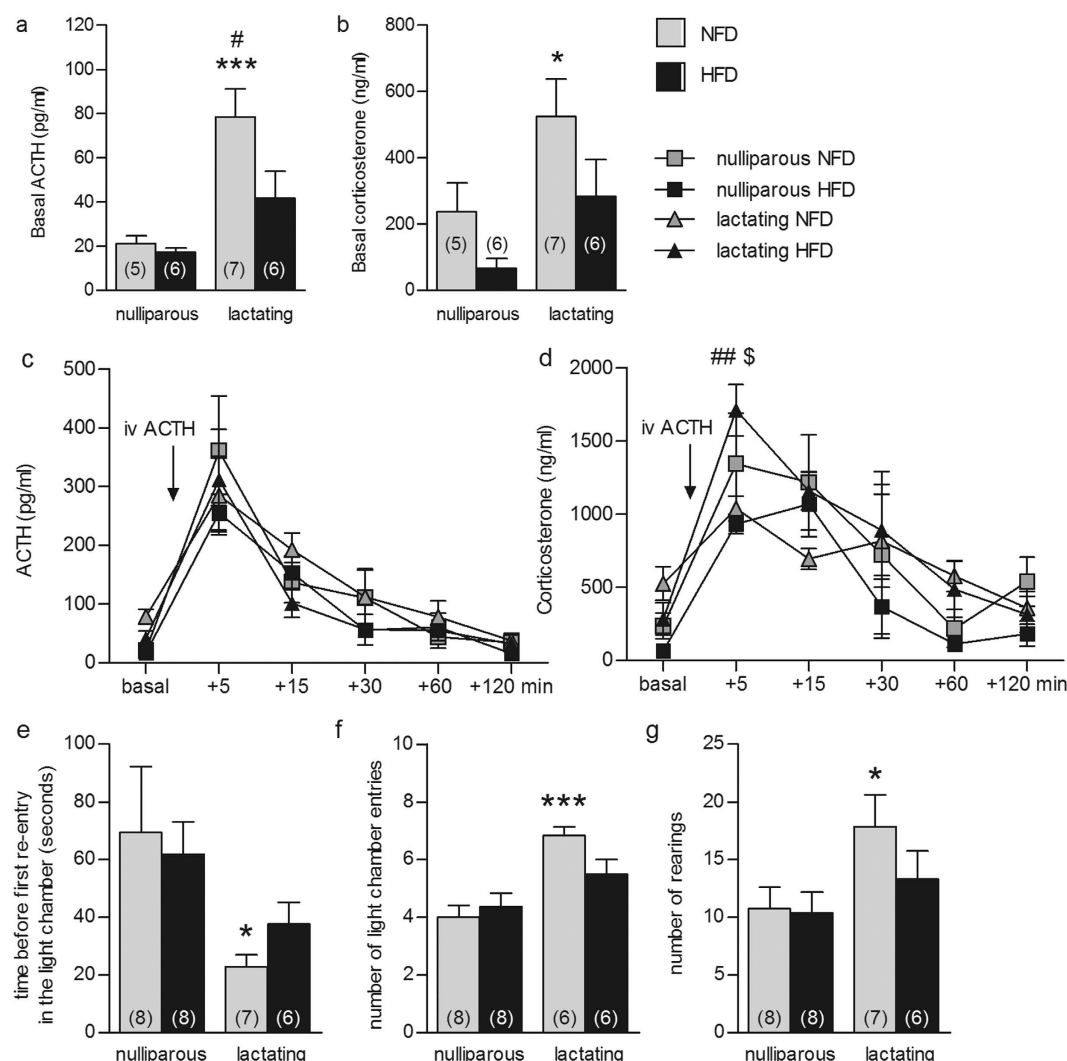 a
Basal ACTH (pg/ml)
120
100
80
60
40
20
0
#
***
(5)
(6)
(7)
(6)
nulliparous
lactating
b
Basal corticosterone (ng/ml)
800
600
400
200
0
*
(5)
(6)
(7)
(6)
nulliparous
lactating
NFD
HFD
nulliparous NFD
nulliparous HFD
lactating NFD
lactating HFD
c
ACTH (pg/ml)
500
400
300
200
100
0
iv ACTH
basal
+5
+15
+30
+60
+120 min
d
Corticosterone (ng/ml)
2000
1500
1000
500
0
## $
iv ACTH
basal
+5
+15
+30
+60
+120 min
e
time before first re-entry
in the light chamber (seconds)
100
80
60
40
20
0
*
(8)
(8)
(7)
(6)
nulliparous
lactating
f
number of light chamber entries
10
8
6
4
2
0
***
(8)
(8)
(6)
(6)
nulliparous
lactating
g
number of rearings
25
20
15
10
5
0
*
(8)
(8)
(7)
(6)
nulliparous
lactating